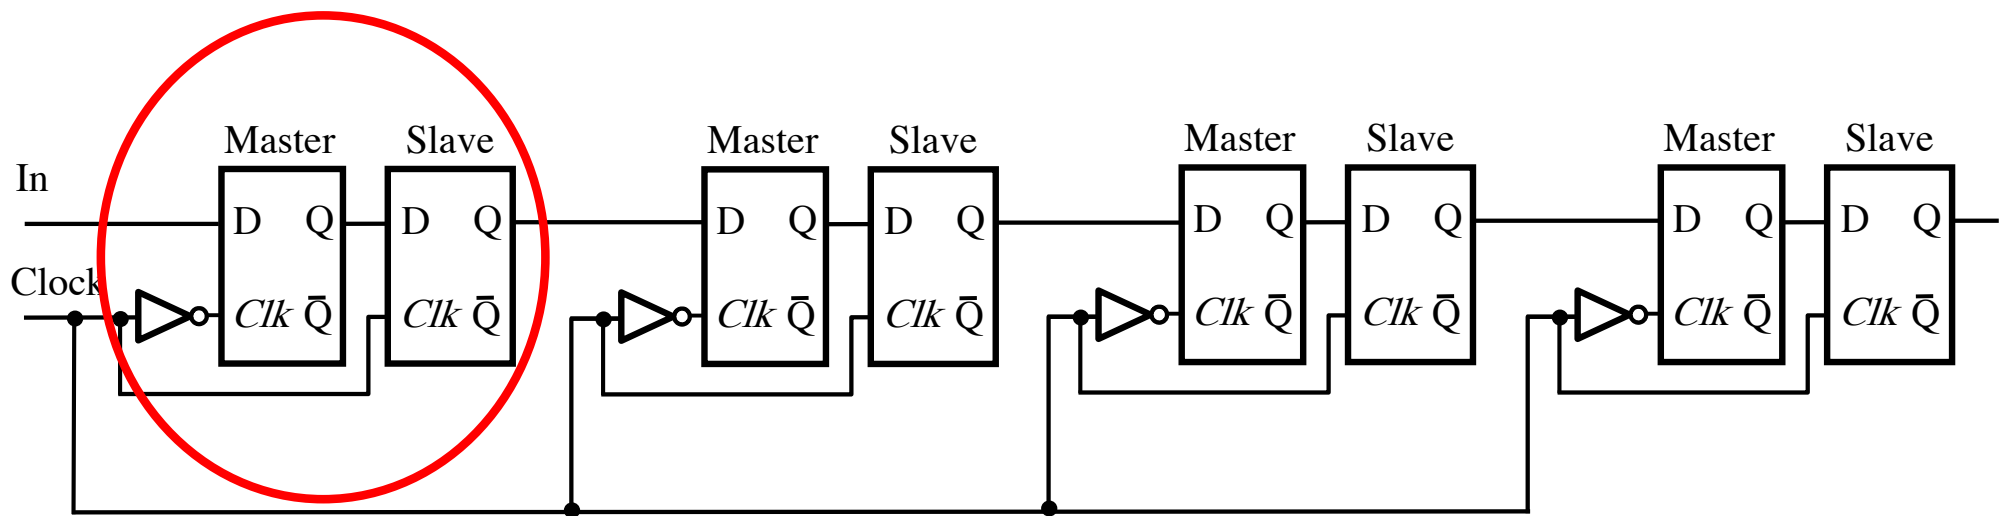 Master Slave Master Slave Master Slave Master Slave
In
D Q D Q D Q D Q D Q D Q D Q D Q
Clock
Clk Q̄ Clk Q̄ Clk Q̄ Clk Q̄ Clk Q̄ Clk Q̄ Clk Q̄ Clk Q̄